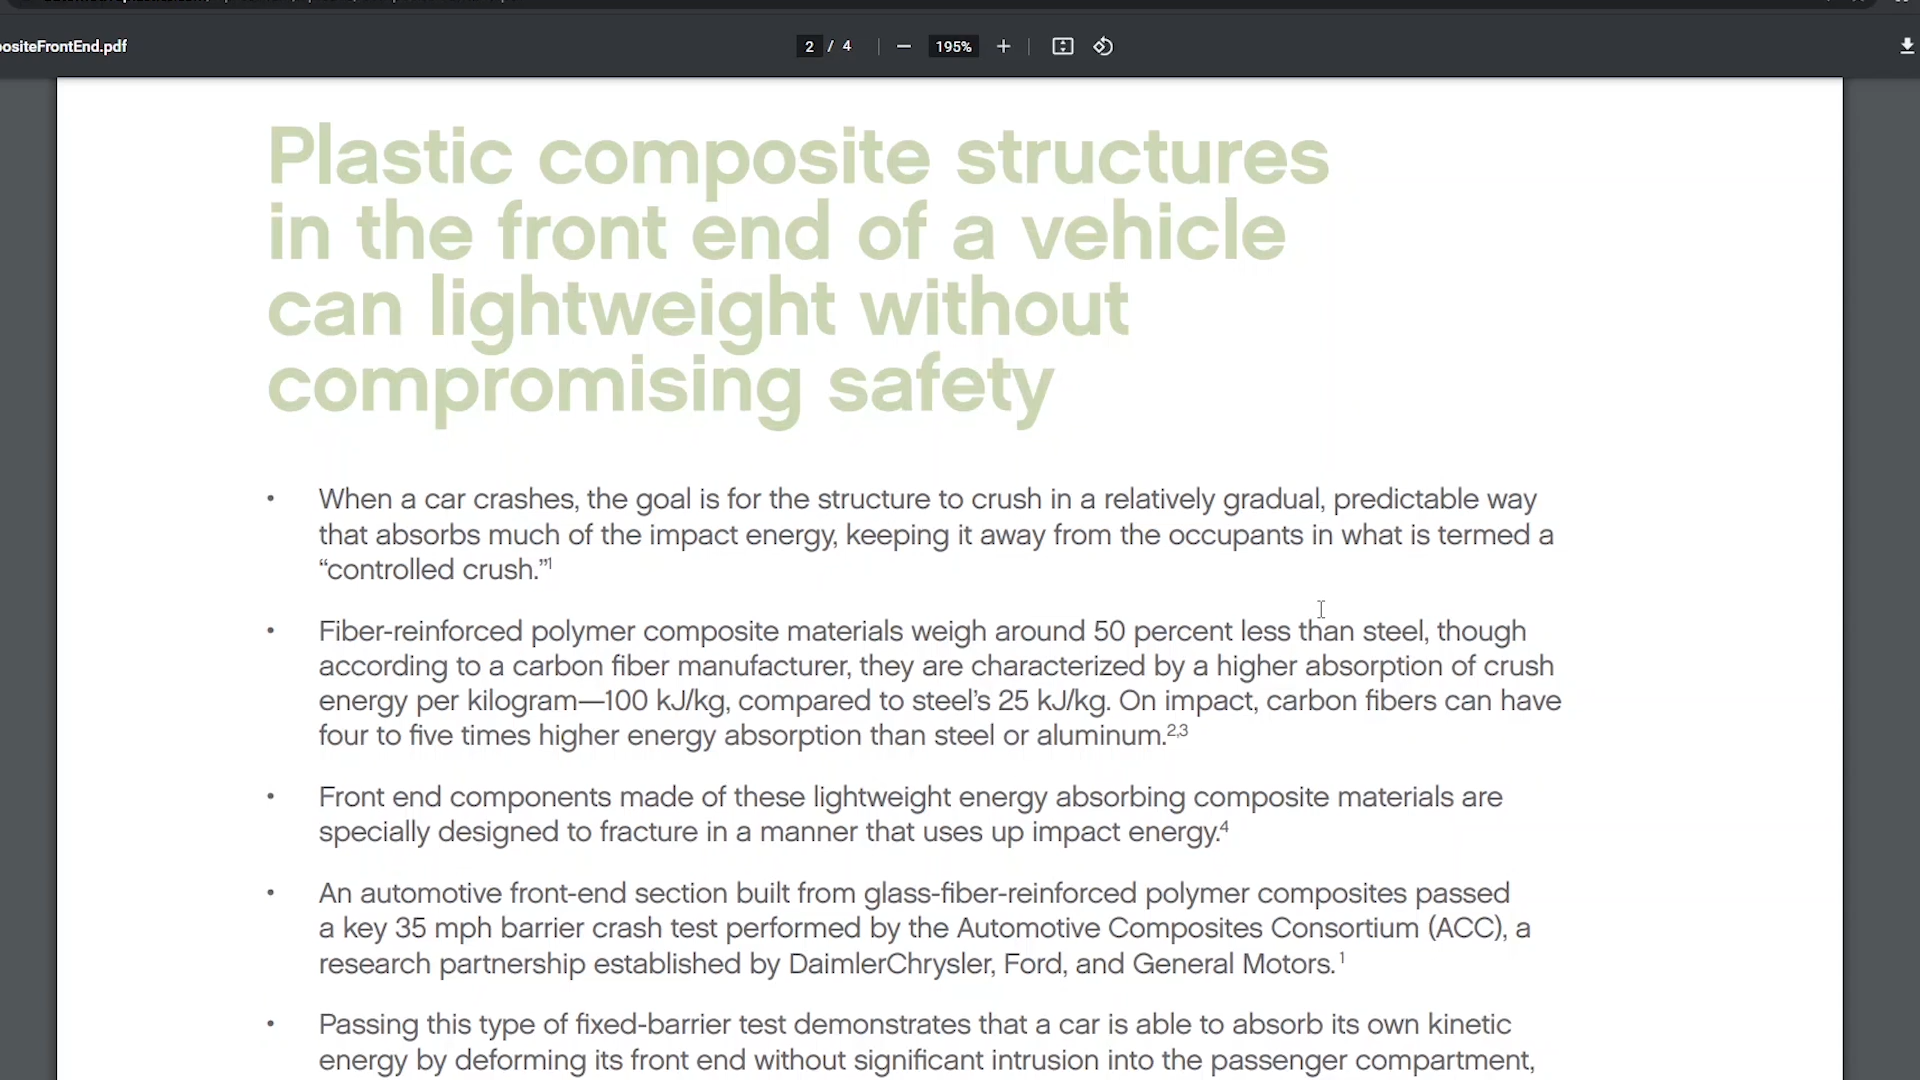 ositeFrontEnd.pdf
2 / 4
195%
Plastic composite structures
in the front end of a vehicle
can lightweight without
compromising safety
• When a car crashes, the goal is for the structure to crush in a relatively gradual, predictable way
that absorbs much of the impact energy, keeping it away from the occupants in what is termed a
“controlled crush.”1
• Fiber-reinforced polymer composite materials weigh around 50 percent less than steel, though
according to a carbon fiber manufacturer, they are characterized by a higher absorption of crush
energy per kilogram—100 kJ/kg, compared to steel’s 25 kJ/kg. On impact, carbon fibers can have
four to five times higher energy absorption than steel or aluminum.2,3
• Front end components made of these lightweight energy absorbing composite materials are
specially designed to fracture in a manner that uses up impact energy.4
• An automotive front-end section built from glass-fiber-reinforced polymer composites passed
a key 35 mph barrier crash test performed by the Automotive Composites Consortium (ACC), a
research partnership established by DaimlerChrysler, Ford, and General Motors.1
• Passing this type of fixed-barrier test demonstrates that a car is able to absorb its own kinetic
energy by deforming its front end without significant intrusion into the passenger compartment,